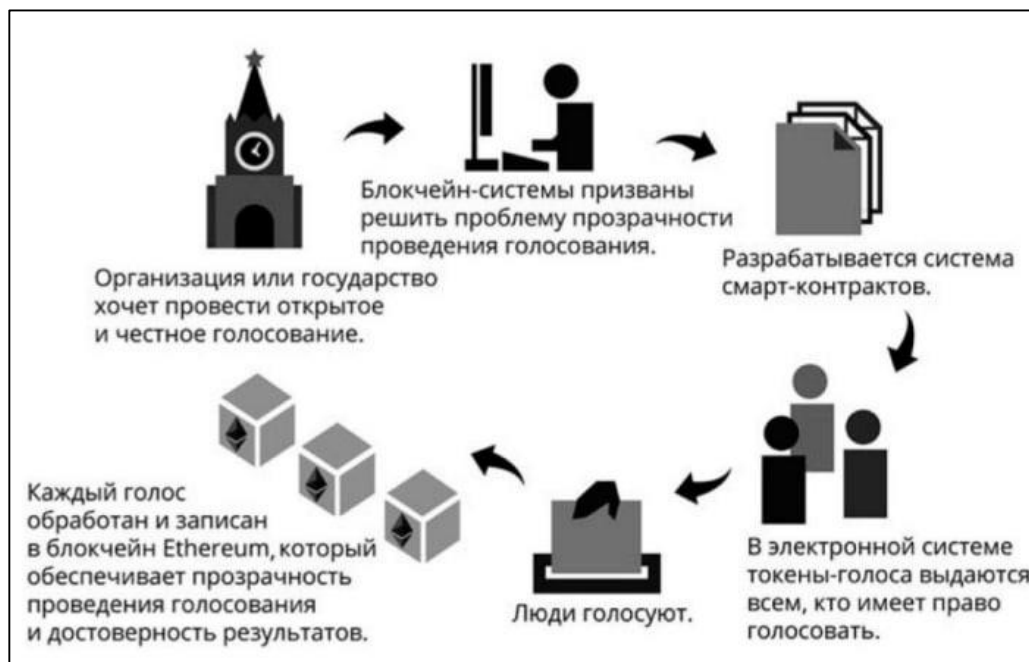 Организация или государство
хочет провести открытое
и честное голосование.
Блокчейн-системы призваны
решить проблему прозрачности
проведения голосования.
Разрабатывается система
смарт-контрактов.
В электронной системе
токены-голоса выдаются
всем, кто имеет право
голосовать.
Люди голосуют.
Каждый голос
обработан и записан
в блокчейн Ethereum, который
обеспечивает прозрачность
проведения голосования
и достоверность результатов.